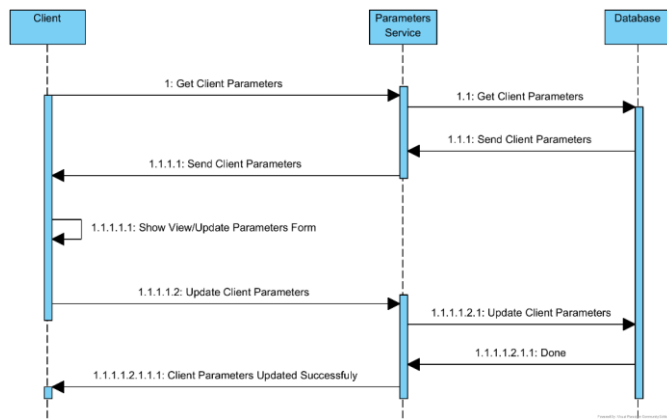 Client
Parameters
Service
Database
1: Get Client Parameters
1.1: Get Client Parameters
1.1.1: Send Client Parameters
1.1.1.1: Send Client Parameters
1.1.1.1.1: Show View/Update Parameters Form
1.1.1.1.2: Update Client Parameters
1.1.1.1.2.1: Update Client Parameters
1.1.1.1.2.1.1: Done
1.1.1.1.2.1.1.1: Client Parameters Updated Successfuly